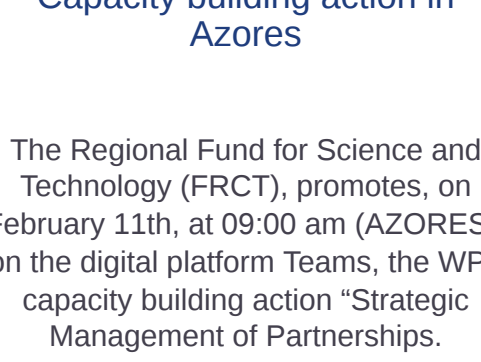 Capacity building action in
Azores
The Regional Fund for Science and
Technology (FRCT), promotes, on
February 11th, at 09:00 am (AZORES
on the digital platform Teams, the WP
capacity building action “Strategic
Management of Partnerships.